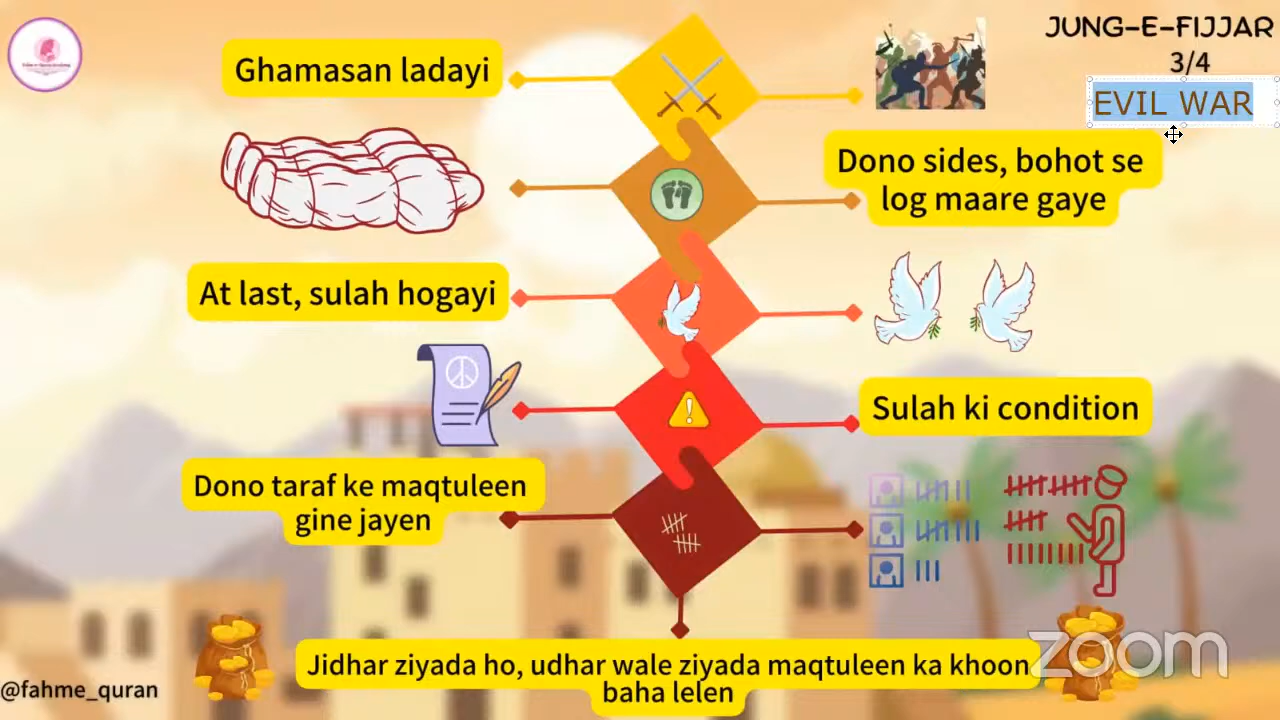 JUNG-E-FIJJAR
3/4
EVIL WAR
Ghamasan ladayi
Dono sides, bohot se
log maare gaye
At last, sulah hogayi
Sulah ki condition
Dono taraf ke maqtuleen
gine jayen
Jidhar ziyada ho, udhar wale ziyada maqtuleen ka khoon
baha lelen
@fahme_quran
zoom